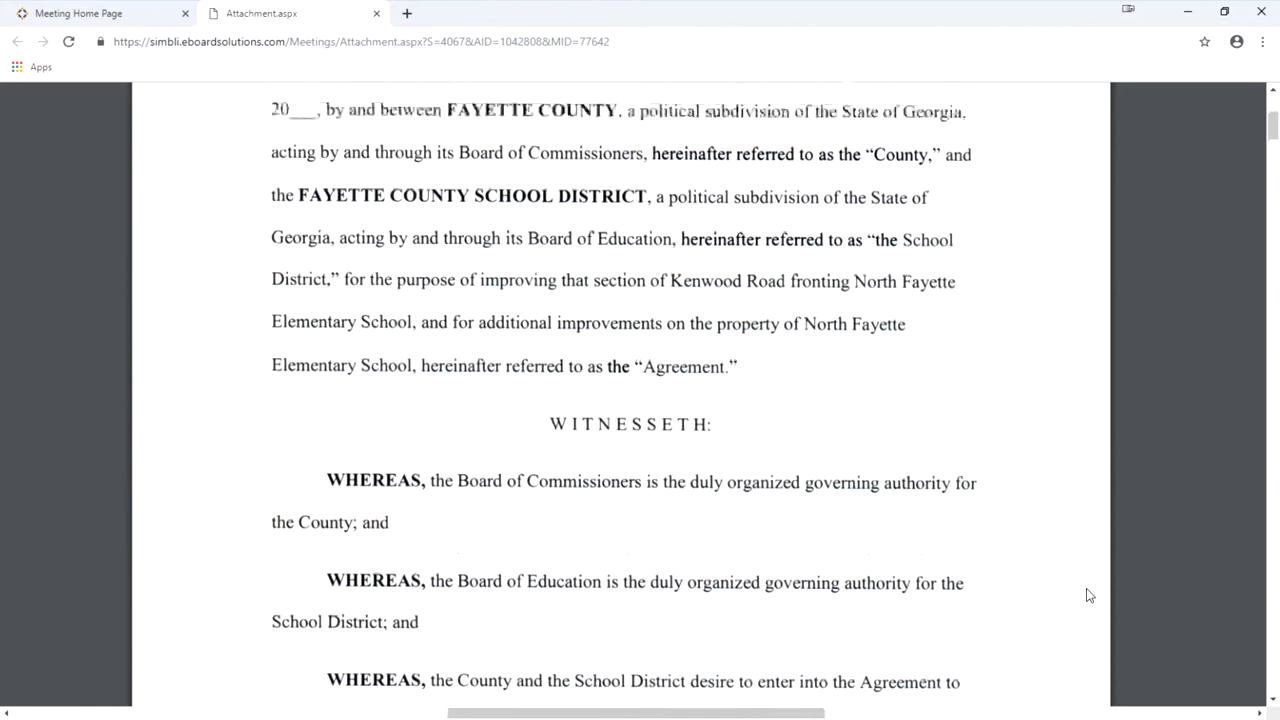 Meeting Home Page
Attachment.aspx
https://simbli.eboardsolutions.com/Meetings/Attachment.aspx?S=4067&AID=1042808&MID=77642
Apps
20___, by and between FAYETTE COUNTY, a political subdivision of the State of Georgia,
acting by and through its Board of Commissioners, hereinafter referred to as the “County,” and
the FAYETTE COUNTY SCHOOL DISTRICT, a political subdivision of the State of
Georgia, acting by and through its Board of Education, hereinafter referred to as “the School
District,” for the purpose of improving that section of Kenwood Road fronting North Fayette
Elementary School, and for additional improvements on the property of North Fayette
Elementary School, hereinafter referred to as the “Agreement.”
W I T N E S S E T H:
WHEREAS, the Board of Commissioners is the duly organized governing authority for
the County; and
WHEREAS, the Board of Education is the duly organized governing authority for the
School District; and
WHEREAS, the County and the School District desire to enter into the Agreement to